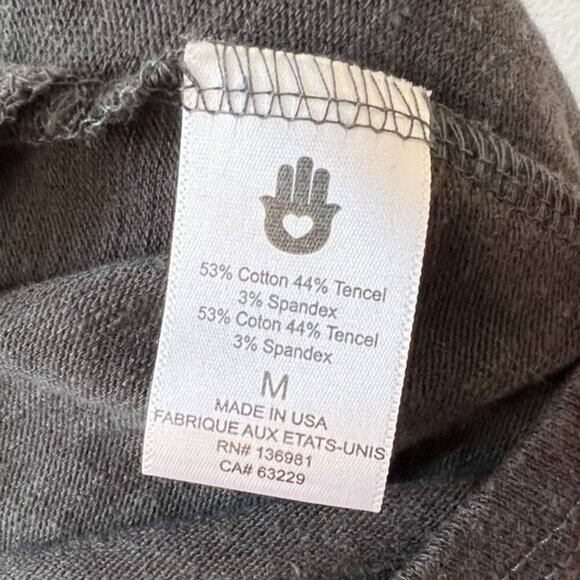 53% Cotton 44% Tencel
3% Spandex
53% Coton 44% Tencel
3% Spandex
M
MADE IN USA
FABRIQUE AUX ETATS-UNIS
RN# 136981
CA# 63229